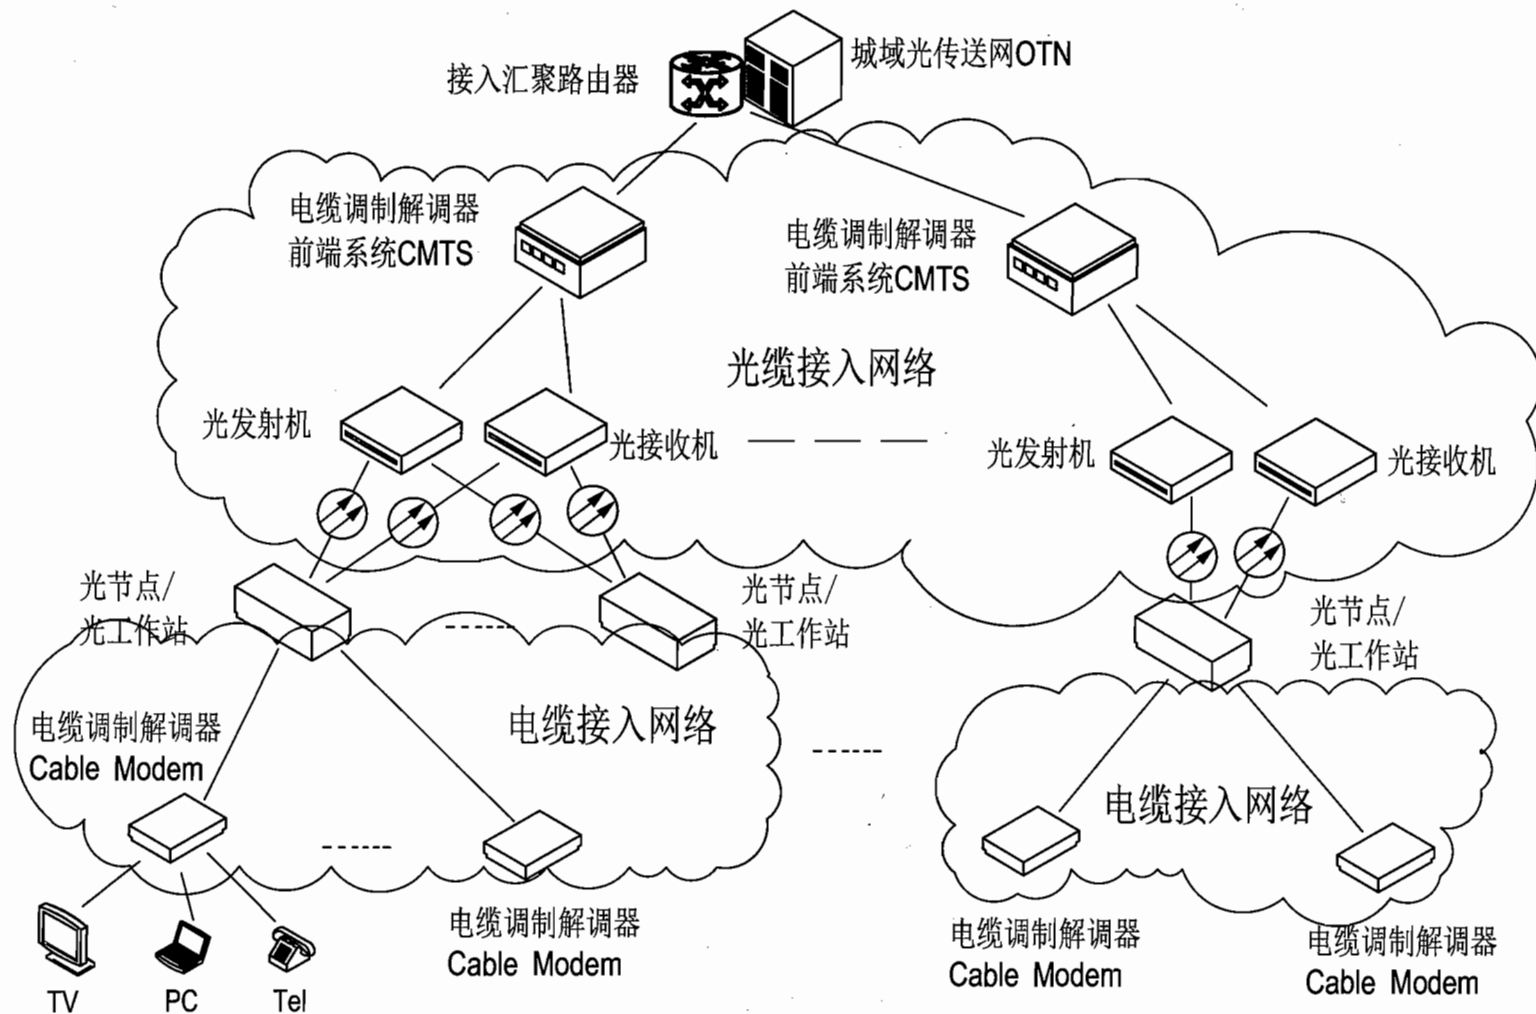 城域光传送网OTN
接入汇聚路由器
电缆调制解调器
前端系统CMTS
电缆调制解调器
前端系统CMTS
光缆接入网络
光发射机
光接收机
光发射机
光接收机
光节点/
光工作站
光节点/
光工作站
光节点/
光工作站
电缆调制解调器
Cable Modem
电缆接入网络
电缆接入网络
电缆调制解调器
Cable Modem
电缆调制解调器
Cable Modem
电缆调制解调器
Cable Modem
TV
PC
Tel